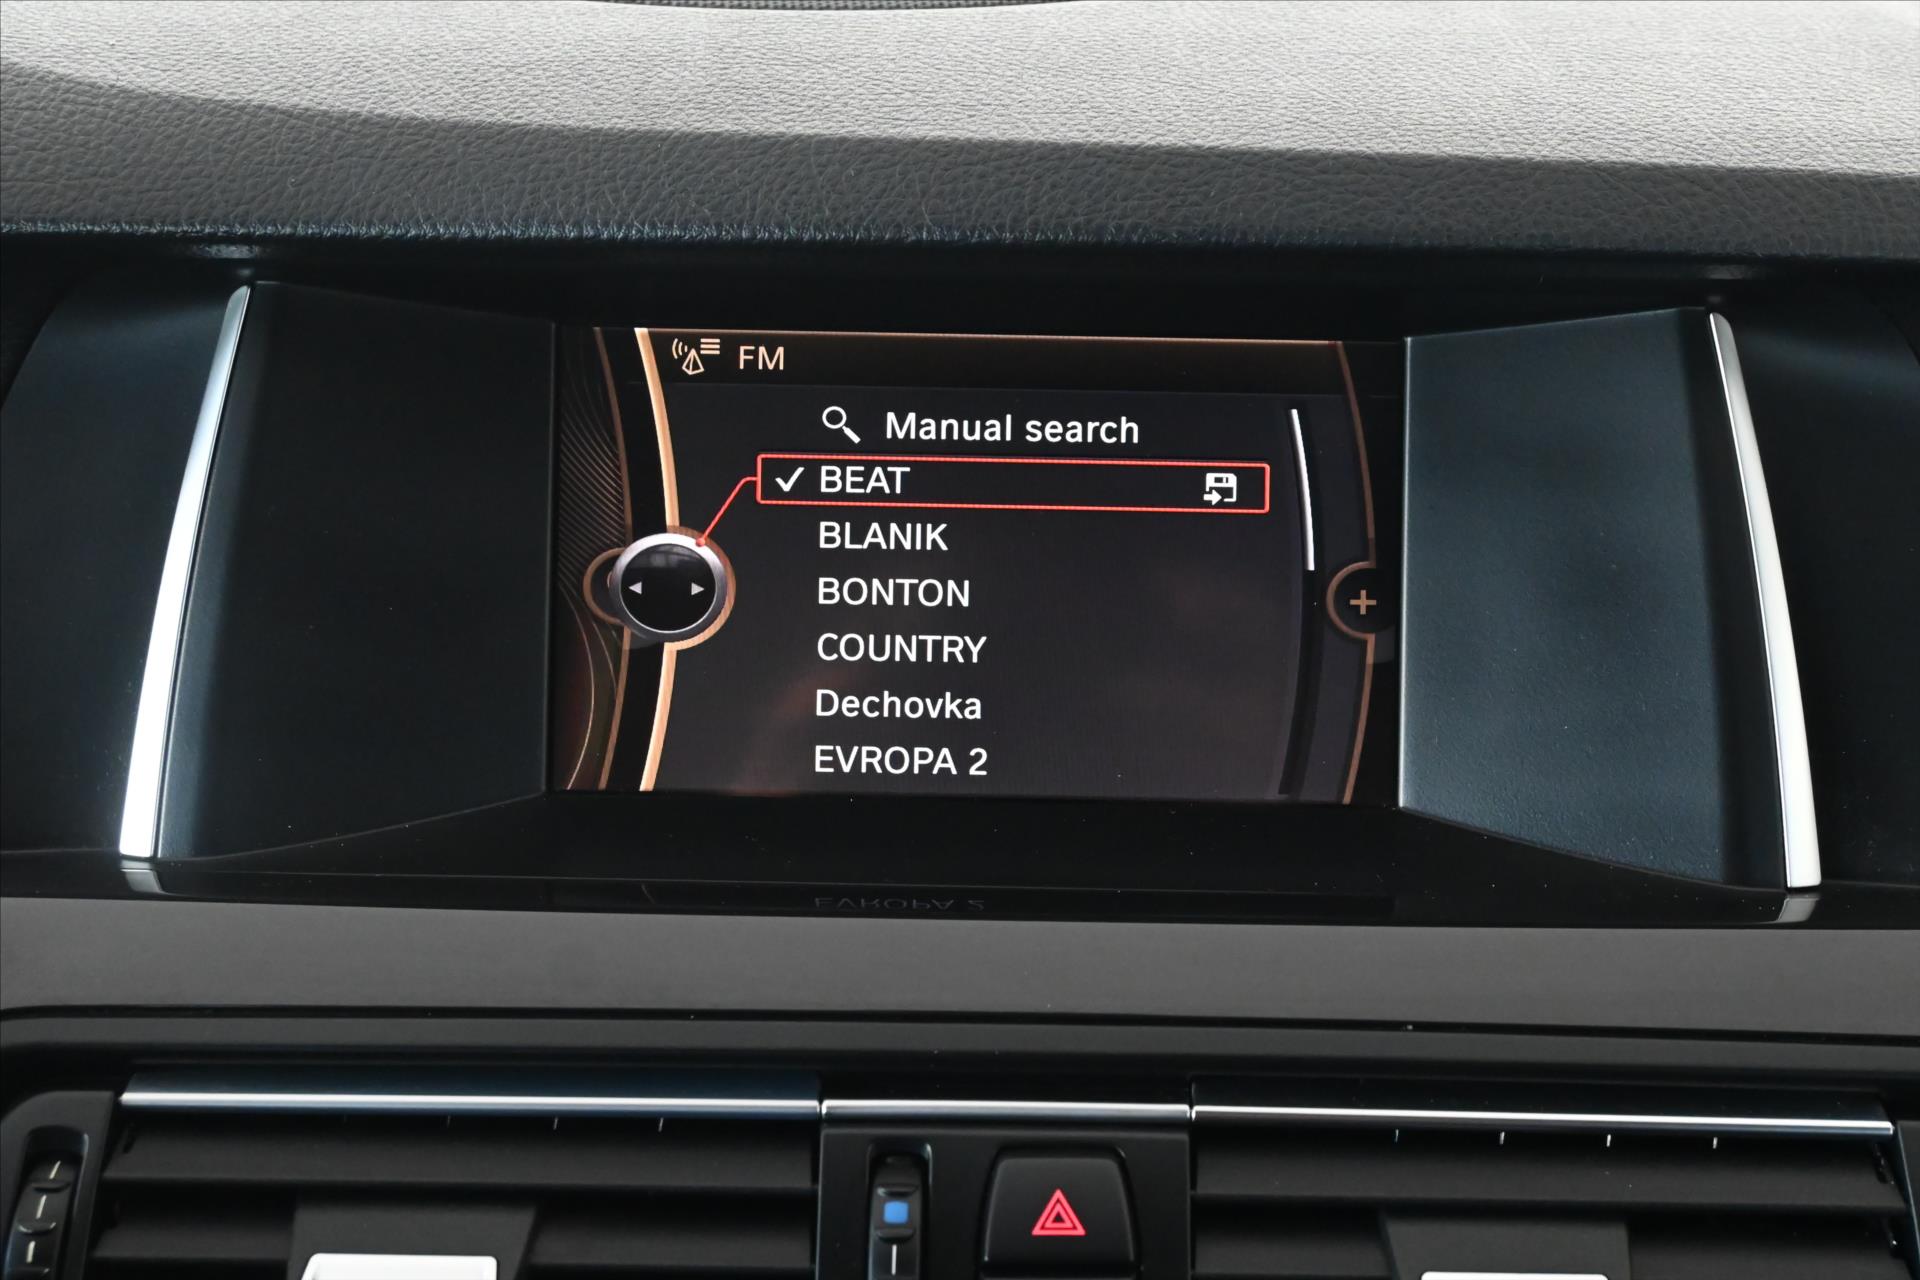 FM
Manual search
BEAT
BLANIK
BONTON
COUNTRY
Dechovka
EVROPA 2